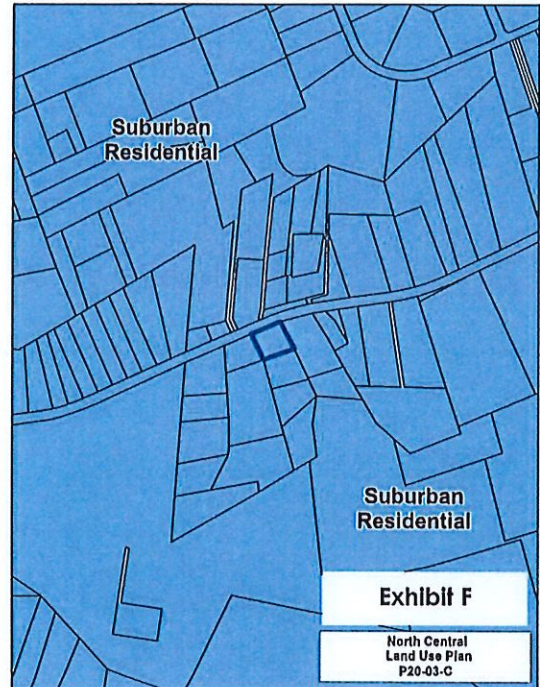 Suburban
Residential
Suburban
Residential
Exhibit F
North Central
Land Use Plan
P20-03-C